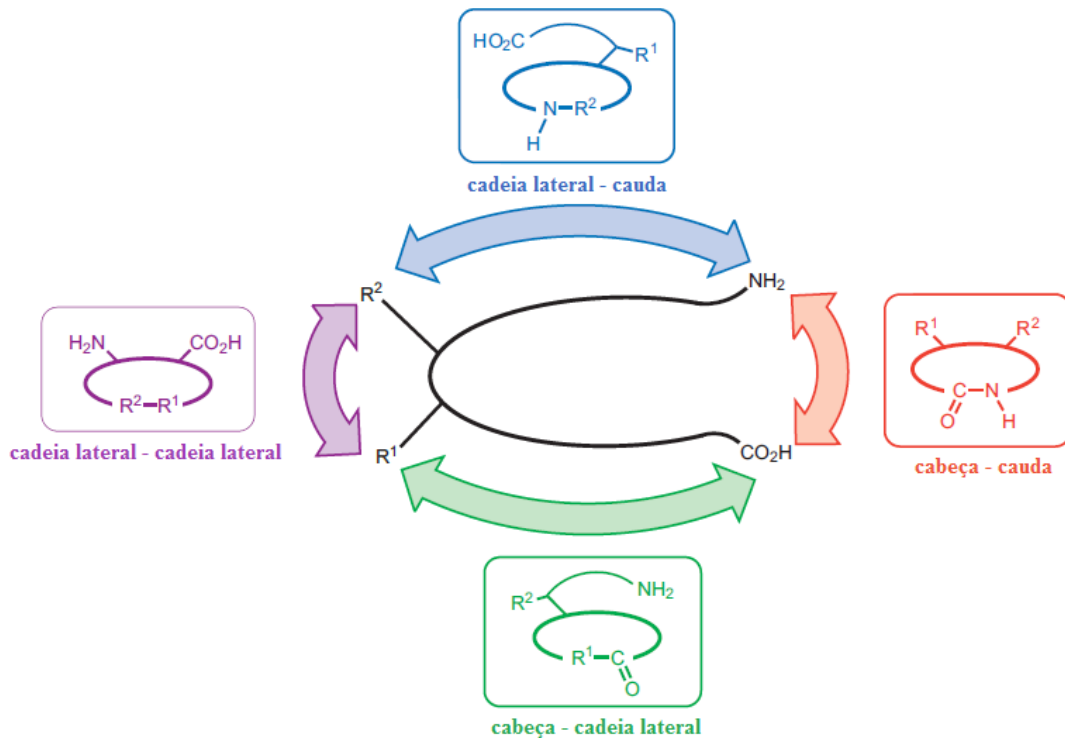 HO₂C
R¹
N–R²
H
cadeia lateral - cauda
R²
NH₂
H₂N
CO₂H
R²–R¹
cadeia lateral - cadeia lateral
R¹
R²
C–N
O
H
cabeça - cauda
R¹
CO₂H
R²
NH₂
R¹–C
O
cabeça - cadeia lateral